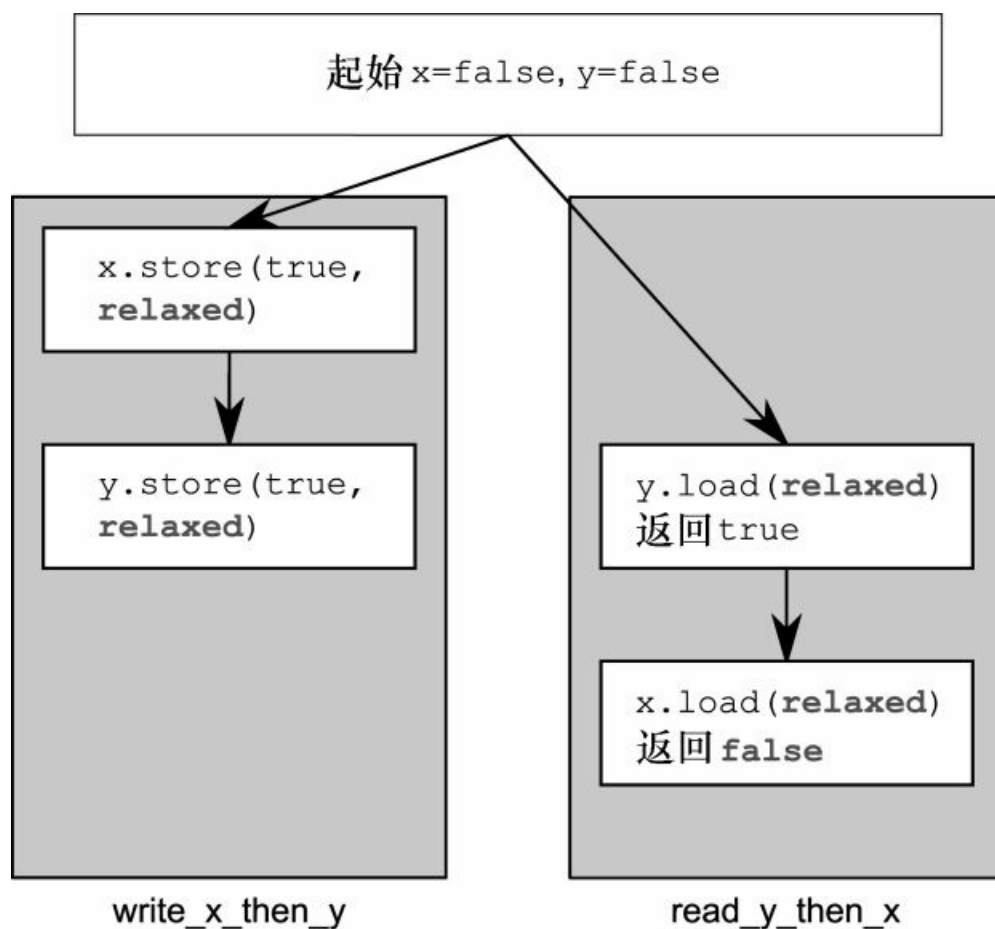 起始x=false, y=false
x.store(true,
relaxed)
y.store(true,
relaxed)
y.load(relaxed)
返回true
x.load(relaxed)
返回false
write_x_then_y
read_y_then_x